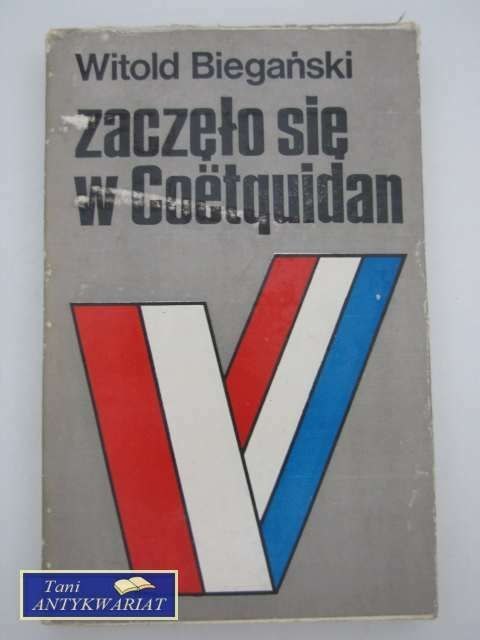 Witold Biegański
zaczęło się
w Coëtquidan
Tani
ANTYKWARIAT